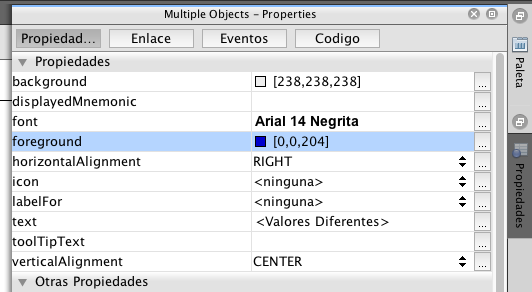 Multiple Objects – Properties
Propiedad... Enlace Eventos Codigo
Propiedades
background [238,238,238] ...
displayedMnemonic ...
font Arial 14 Negrita ...
foreground [0,0,204] ...
horizontalAlignment RIGHT ...
icon <ninguna> ...
labelFor <ninguna> ...
text <Valores Diferentes> ...
toolTipText ...
verticalAlignment CENTER ...
Otras Propiedades
Paleta
Propiedades